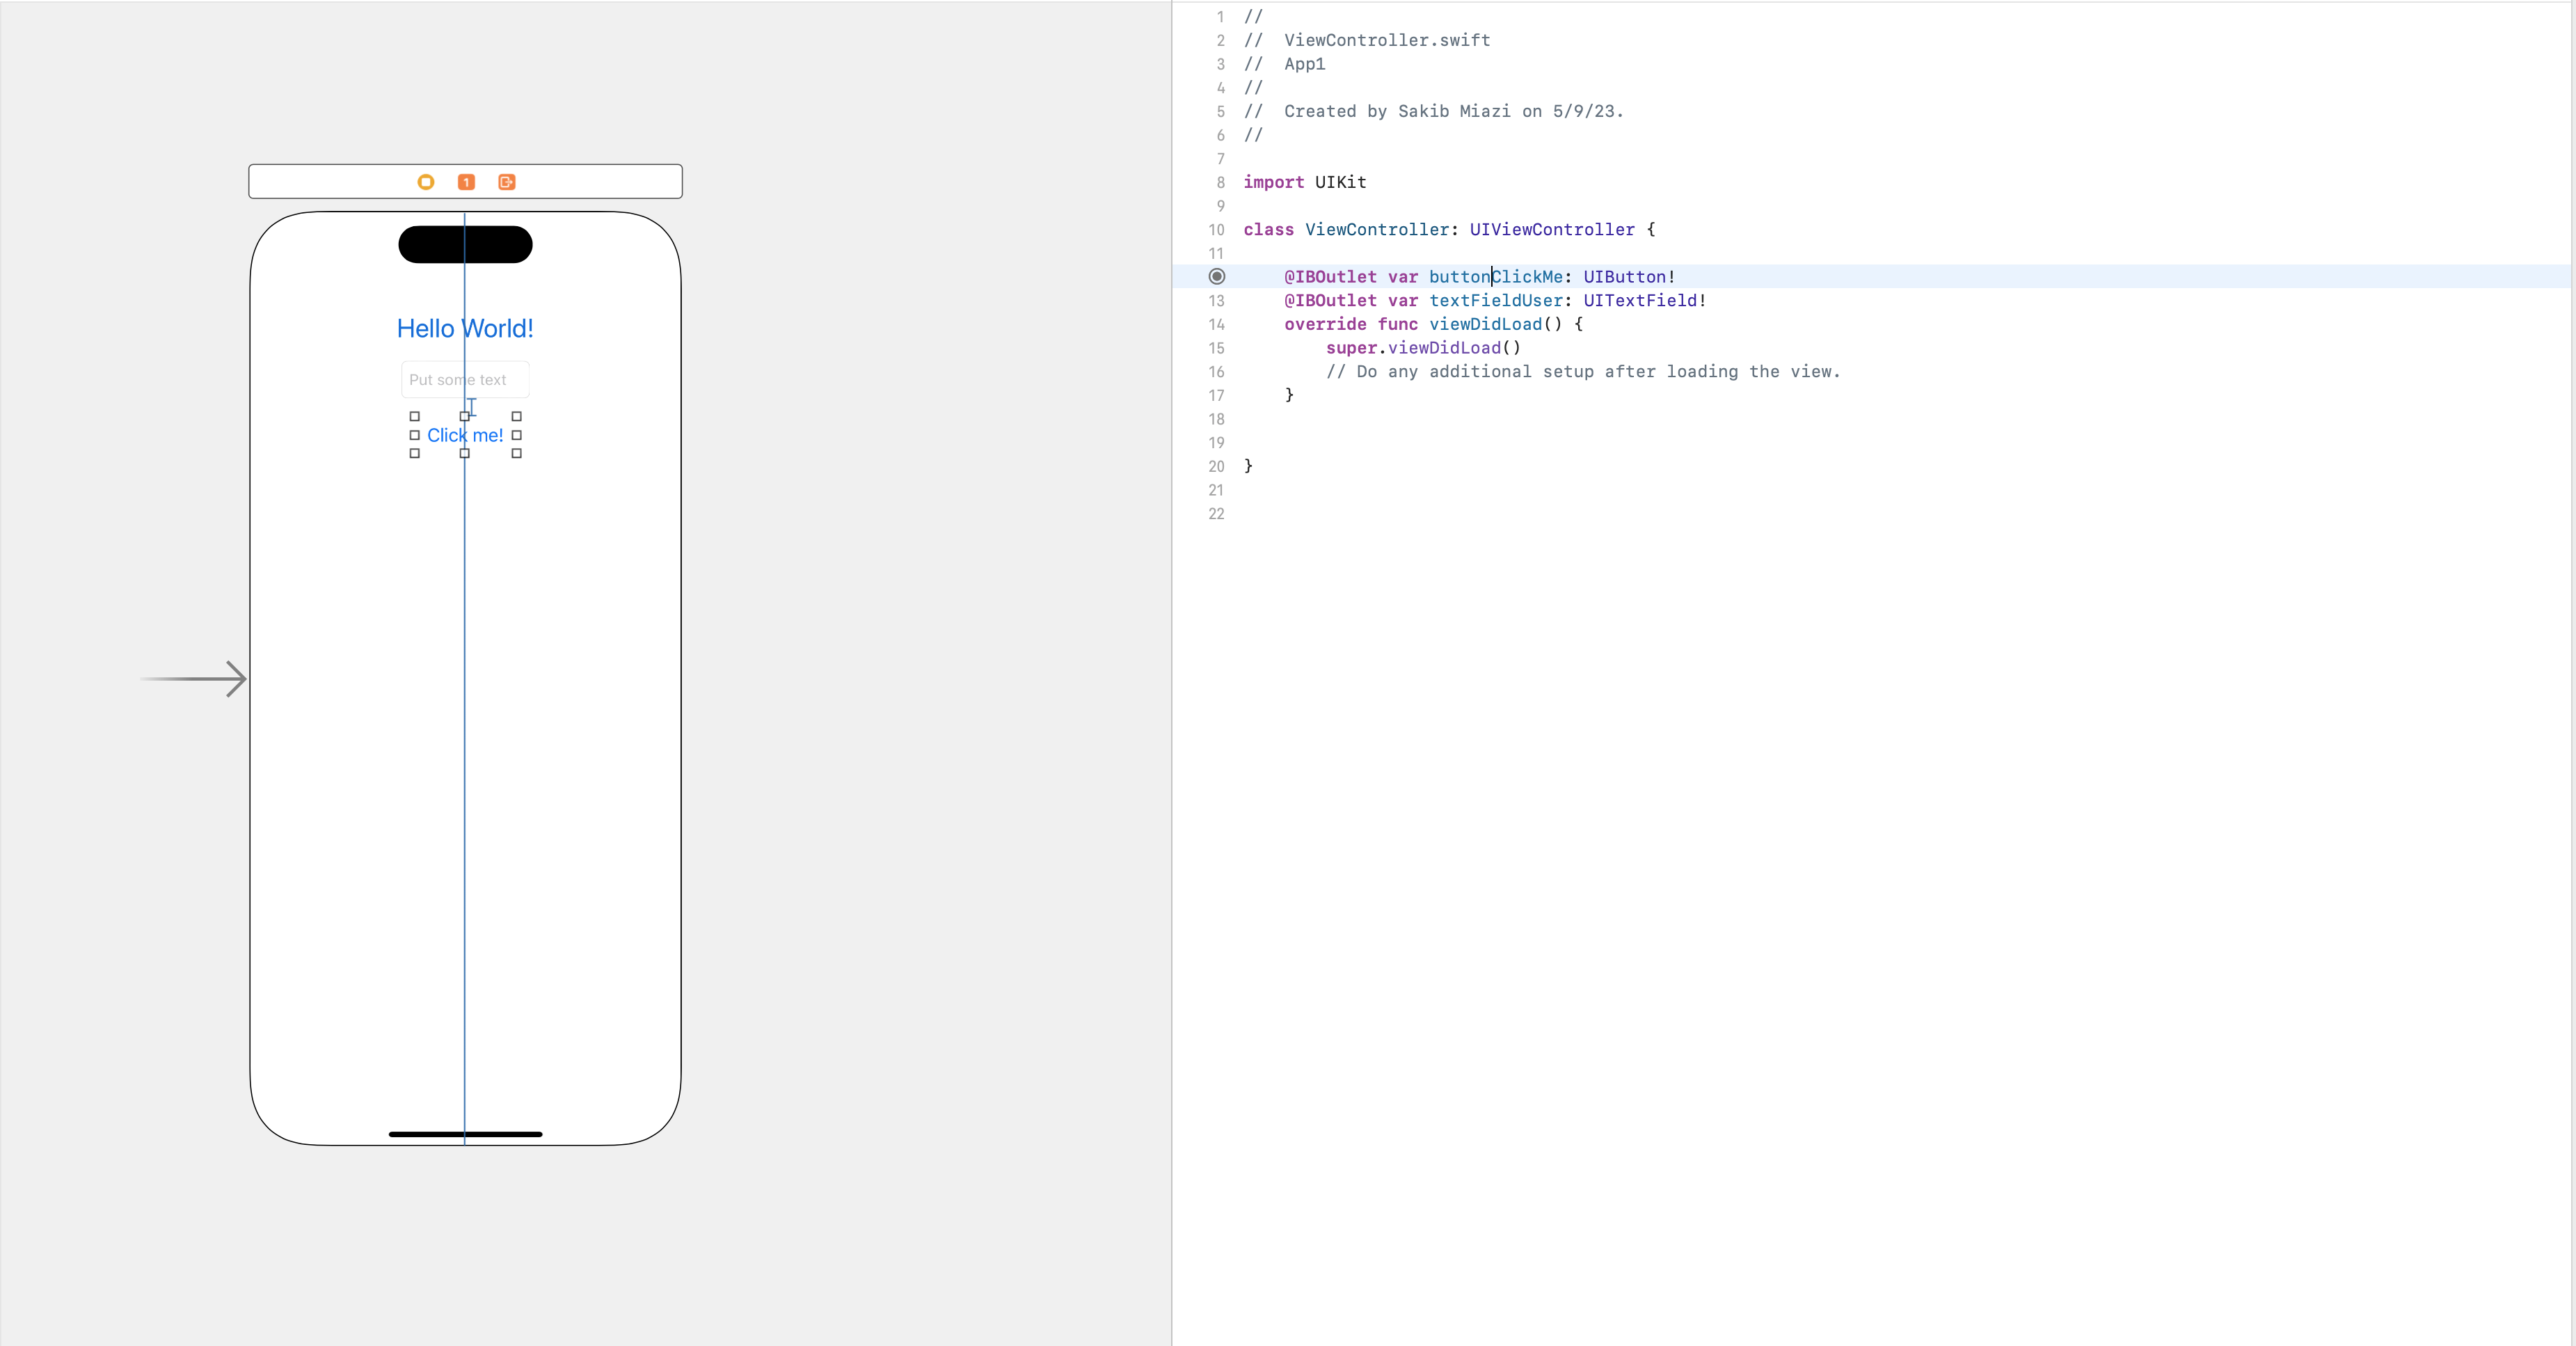 1
Hello World!
Put some text
Click me!
1 //
2 //  ViewController.swift
3 //  App1
4 //
5 //  Created by Sakib Miazi on 5/9/23.
6 //
7
8 import UIKit
9
10 class ViewController: UIViewController {
11
    @IBOutlet var buttonClickMe: UIButton!
13     @IBOutlet var textFieldUser: UITextField!
14     override func viewDidLoad() {
15         super.viewDidLoad()
16         // Do any additional setup after loading the view.
17     }
18
19
20 }
21
22